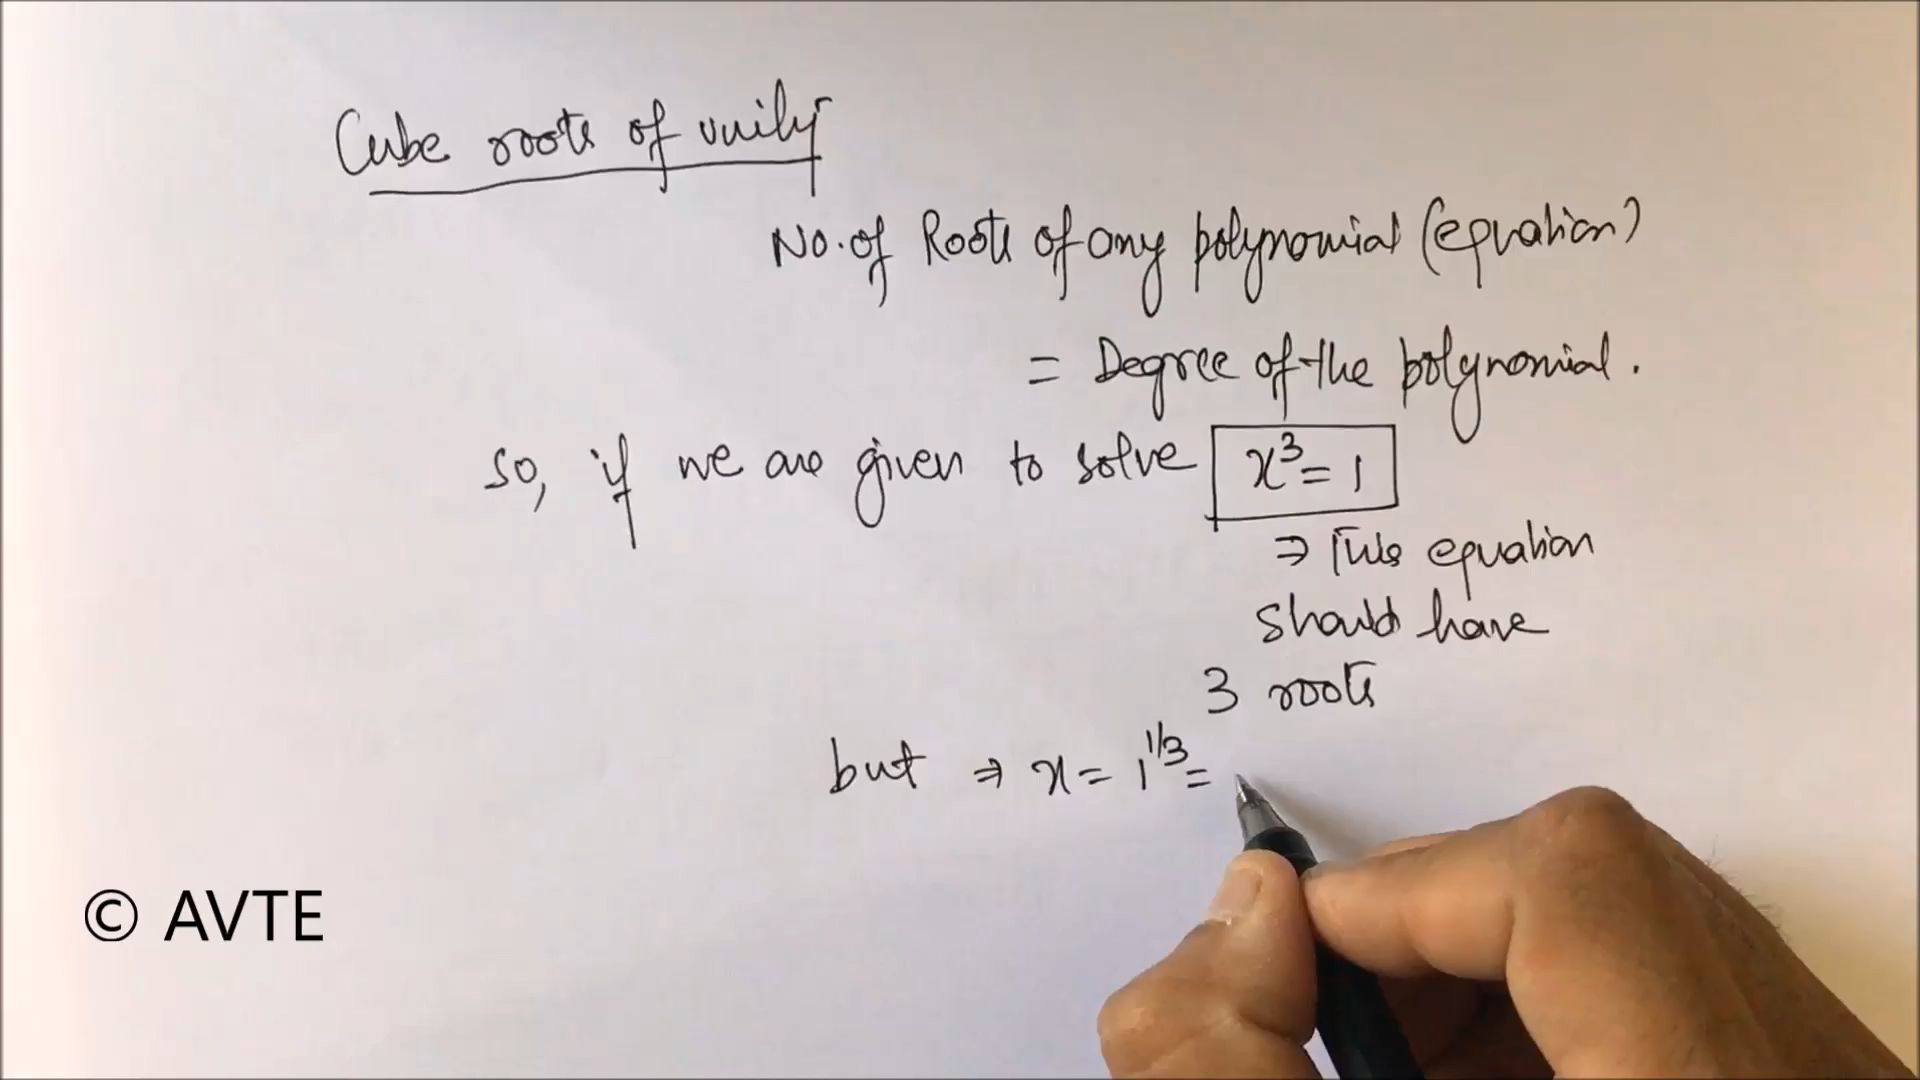 Cube roots of unity
No. of Roots of any polynomial (equation)
= Degree of the polynomial.
so, if we are given to solve x³ = 1
⇒ This equation
should have
3 roots
but ⇒ x = 1^1/3 =
© AVTE